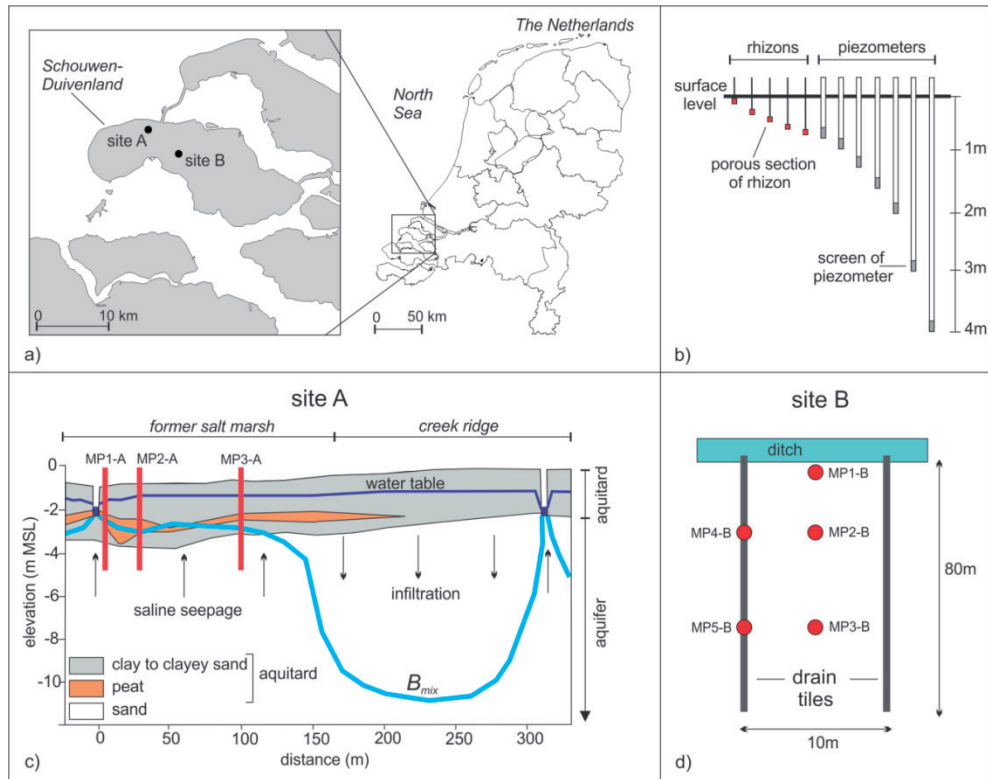 The Netherlands
Schouwen-
Duivenland
North
Sea
site A
site B
0 10 km
0 50 km
a)
rhizons
piezometers
surface
level
porous section
of rhizon
screen of
piezometer
1m
2m
3m
4m
b)
site A
former salt marsh
creek ridge
MP1-A
MP2-A
MP3-A
water table
saline seepage
infiltration
clay to clayey sand
peat
sand
aquitard
Bmix
aquitard
aquifer
elevation (m MSL)
0
-2
-4
-6
-8
-10
0 50 100 150 200 250 300
distance (m)
c)
site B
ditch
MP1-B
MP4-B
MP2-B
MP5-B
MP3-B
drain
tiles
80m
10m
d)